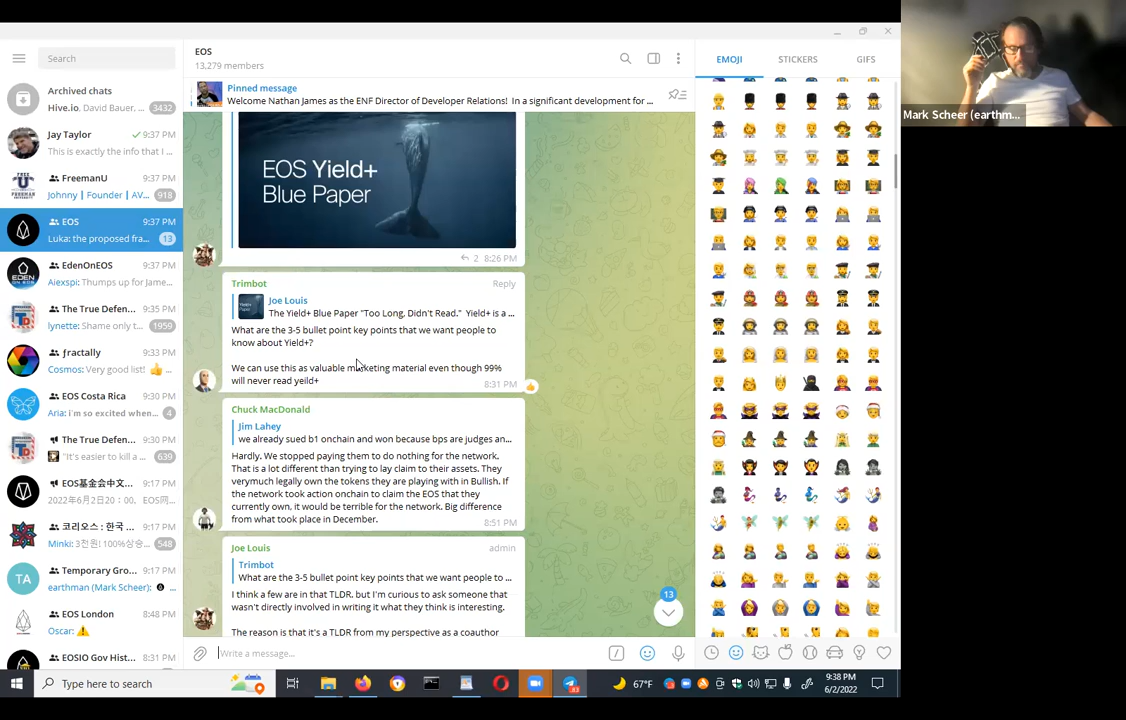 Search
Archived chats
Hive.io, David Bauer, ... 3432
Jay Taylor 9:37 PM
This is exactly the info that I ...
FreemanU 9:37 PM
Johnny | Founder | AV... 918
EOS 9:37 PM
Luka: the proposed fra... 13
EdenOnEOS 9:37 PM
Alexspi: Thumps up for Jame...
The True Defen... 9:35 PM
lynette: Shame only t... 1959
ƒractally 9:33 PM
Cosmos: Very good list! 👍 ...
EOS Costa Rica 9:30 PM
Aria: i'm so excited when... 4
The True Defen... 9:30 PM
"It's easier to kill a ... 639
EOS基金会中文... 9:17 PM
2022年6月2日20：00， EOS网...
코리오스 : 한국 ... 9:17 PM
Minki: 3천원! 100%상승... 548
TA
Temporary Gro... 9:17 PM
earthman (Mark Scheer): ...
EOS London 8:48 PM
Oscar: ⚠️
EOSIO Gov Hist... 8:31 PM
EOS
13,279 members
Pinned message
Welcome Nathan James as the ENF Director of Developer Relations! In a significant development for ...
EOS Yield+
Blue Paper
2 8:26 PM
Trimbot Reply
Joe Louis
The Yield+ Blue Paper "Too Long, Didn't Read." Yield+ is a ...
What are the 3-5 bullet point key points that we want people to
know about Yield+?
We can use this as valuable marketing material even though 99%
will never read yeild+ 8:31 PM
Chuck MacDonald
Jim Lahey
we already sued b1 onchain and won because bps are judges an...
Hardly. We stopped paying them to do nothing for the network.
That is a lot different than trying to lay claim to their assets. They
verymuch legally own the tokens they are playing with in Bullish. If
the network took action onchain to claim the EOS that they
currently own, it would be terrible for the network. Big difference
from what took place in December. 8:51 PM
Joe Louis admin
Trimbot
What are the 3-5 bullet point key points that we want people to ...
I think a few are in that TLDR, but I'm curious to ask someone that
wasn't directly involved in writing it what they think is interesting.
The reason is that it's a TLDR from my perspective as a coauthor
13
Write a message...
EMOJI STICKERS GIFS
Mark Scheer (earthm...
Type here to search
67°F
9:38 PM
6/2/2022